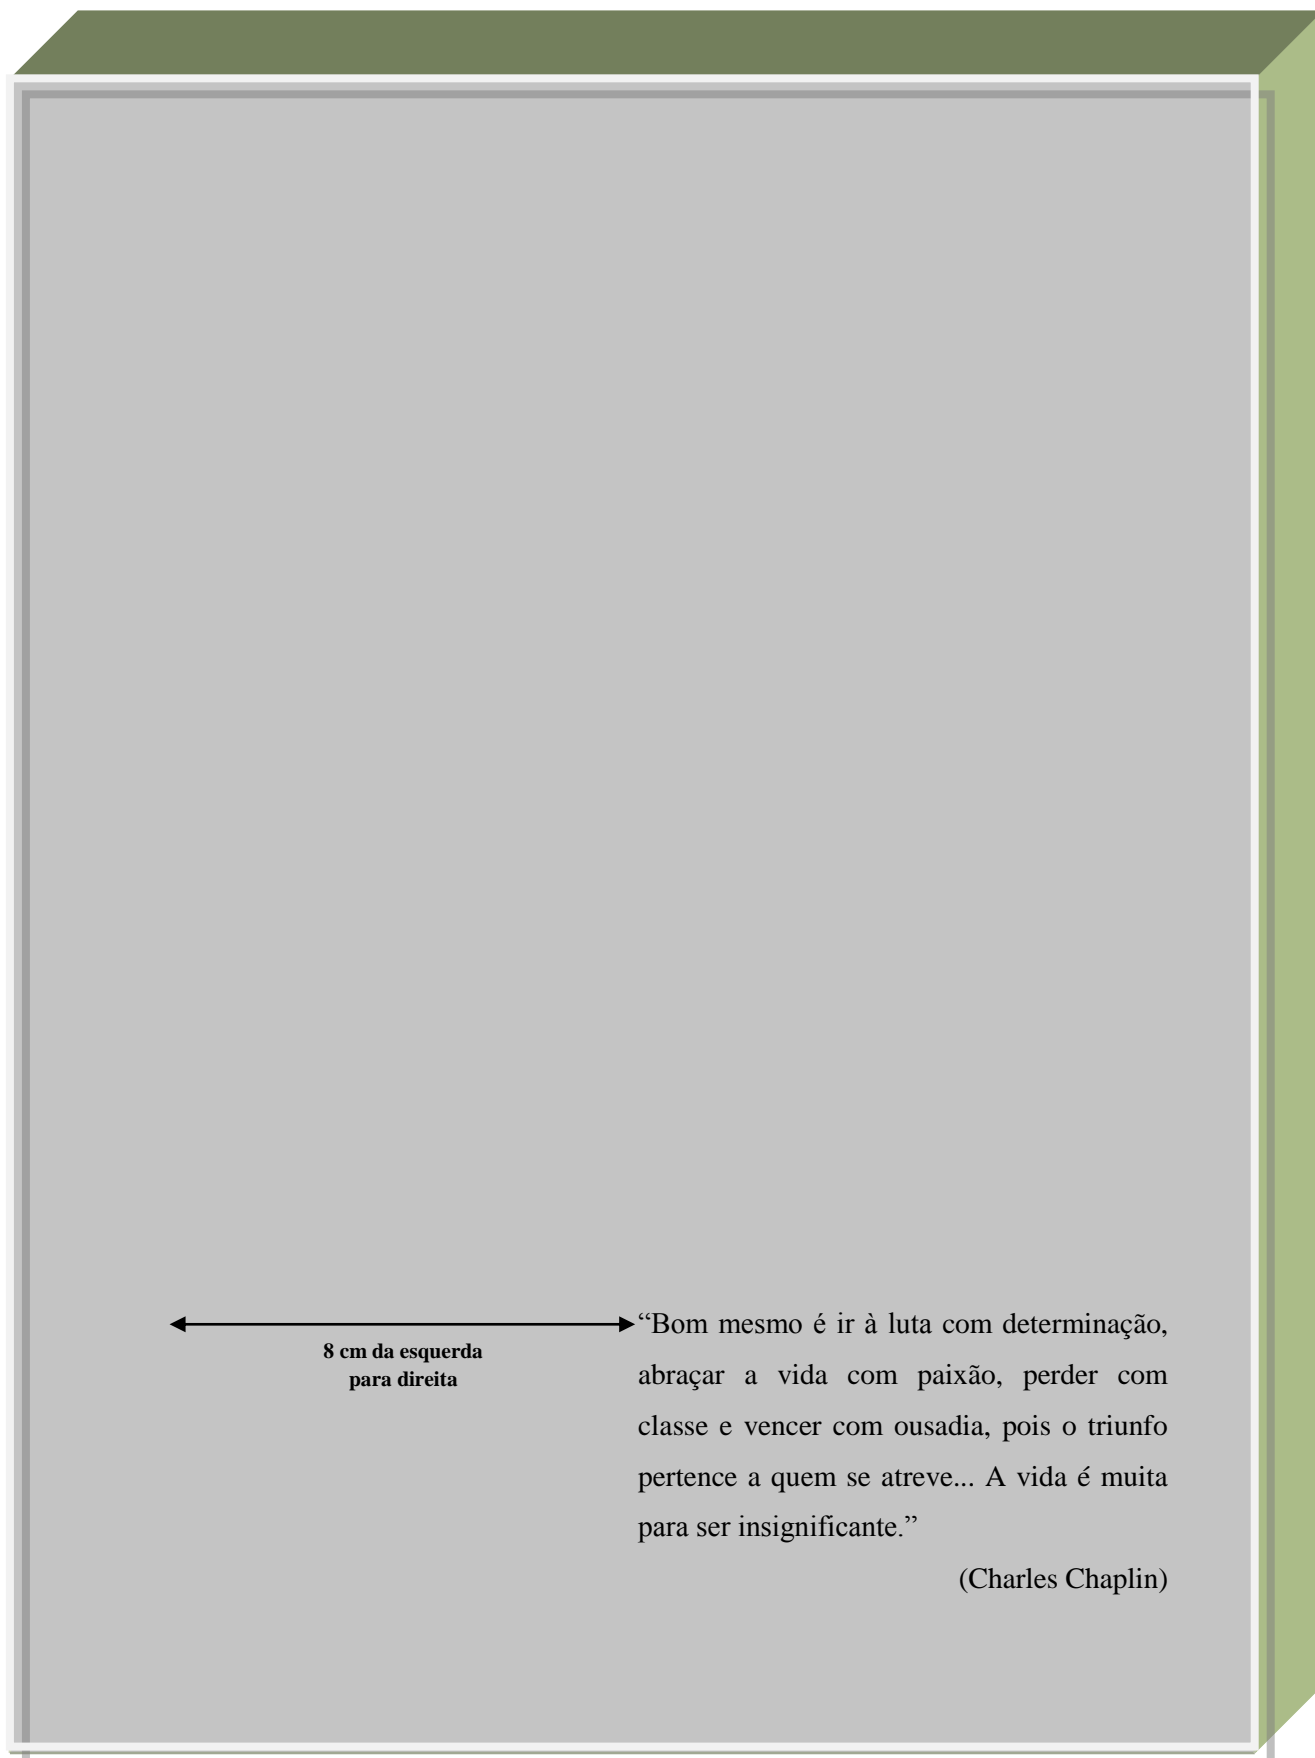 “Bom mesmo é ir à luta com determinação,
8 cm da esquerda
para direita
abraçar a vida com paixão, perder com
classe e vencer com ousadia, pois o triunfo
pertence a quem se atreve... A vida é muita
para ser insignificante.”
(Charles Chaplin)